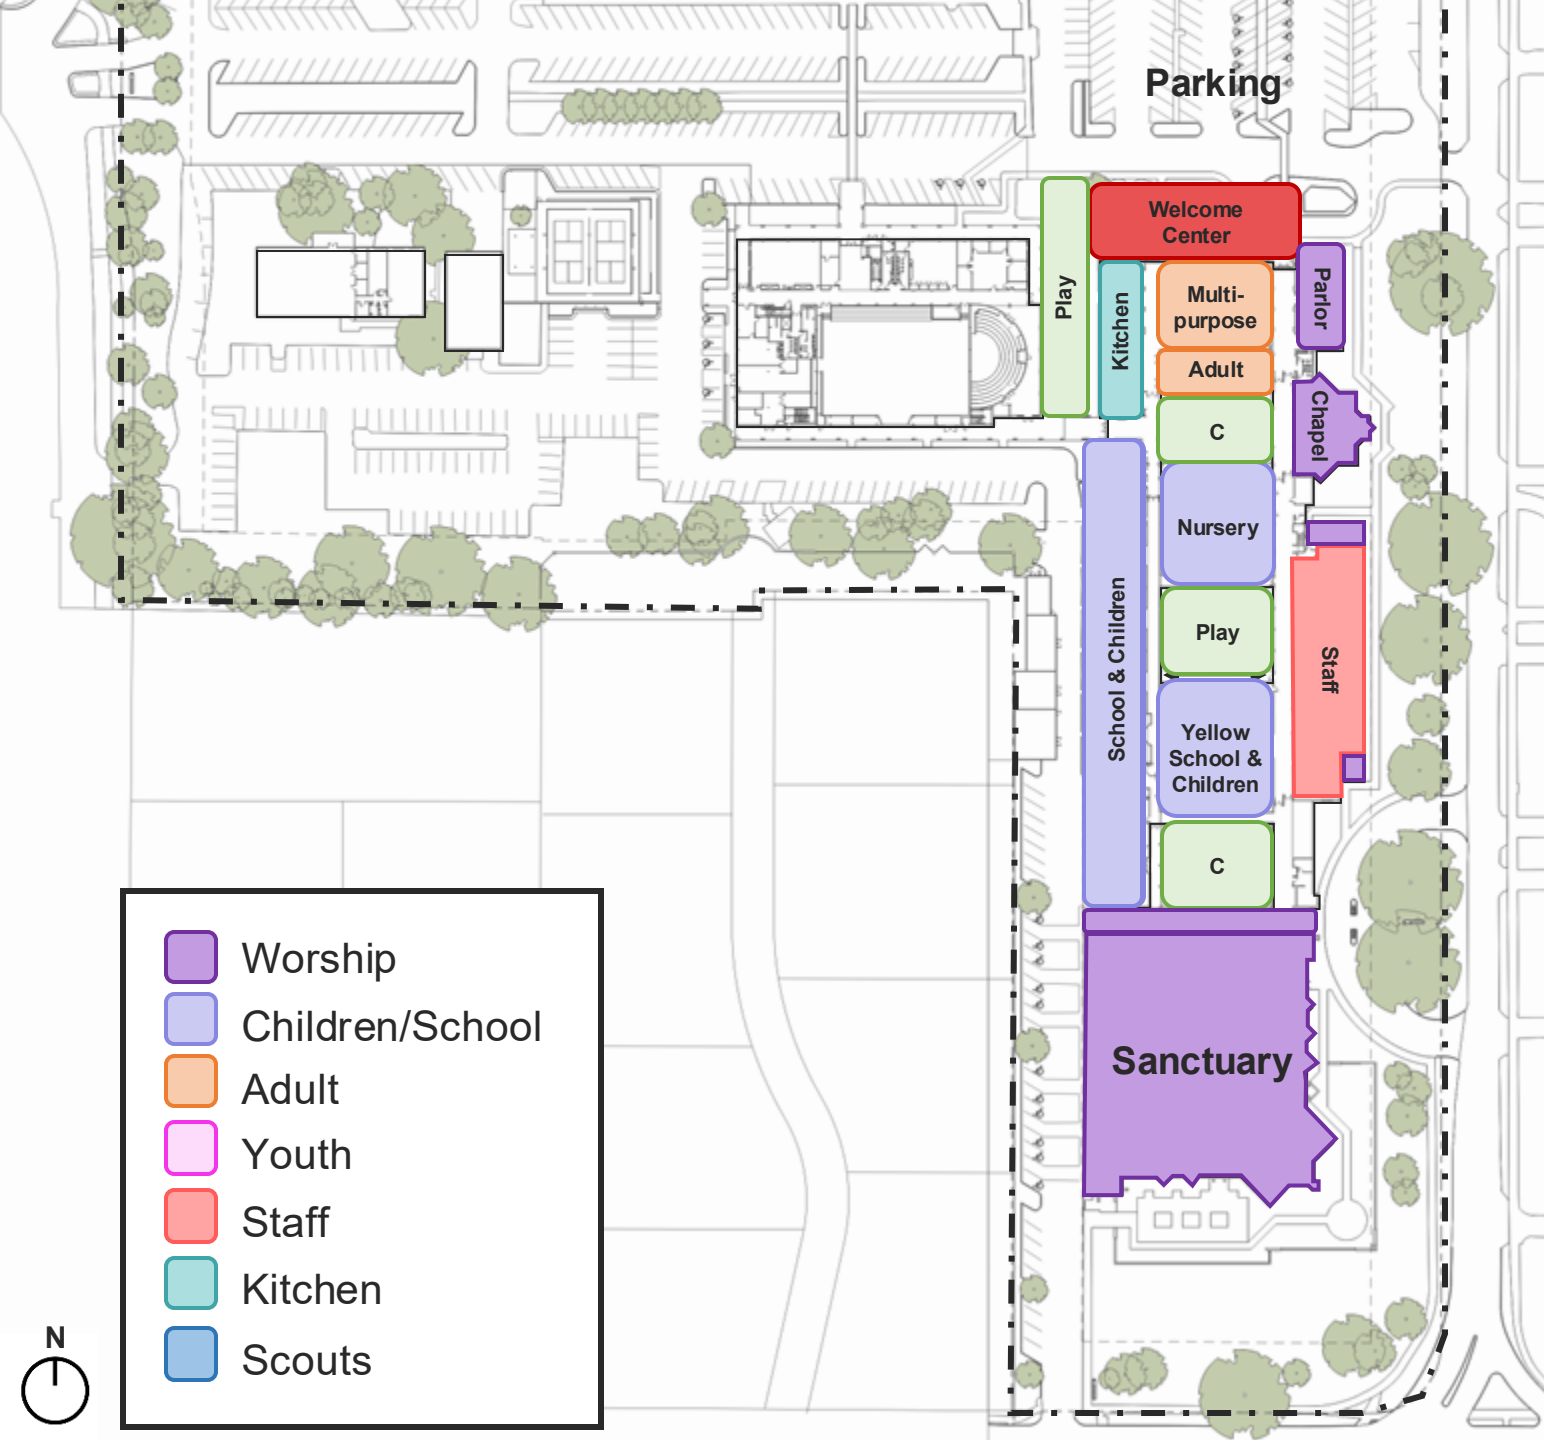 Parking
Welcome
Center
Play
Kitchen
Multi-
purpose
Parlor
Adult
Chapel
C
Nursery
School & Children
Play
Staff
Yellow
School &
Children
C
Sanctuary
Worship
Children/School
Adult
Youth
Staff
Kitchen
Scouts
N